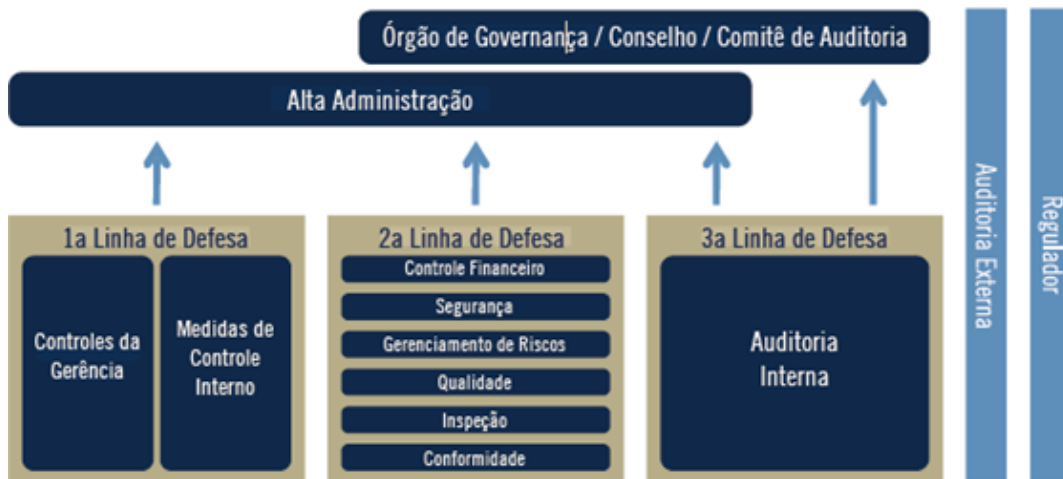 Órgão de Governança / Conselho / Comitê de Auditoria
Alta Administração
1a Linha de Defesa
Controles da
Gerência
Medidas de
Controle
Interno
2a Linha de Defesa
Controle Financeiro
Segurança
Gerenciamento de Riscos
Qualidade
Inspeção
Conformidade
3a Linha de Defesa
Auditoria
Interna
Auditoria Externa
Regulador